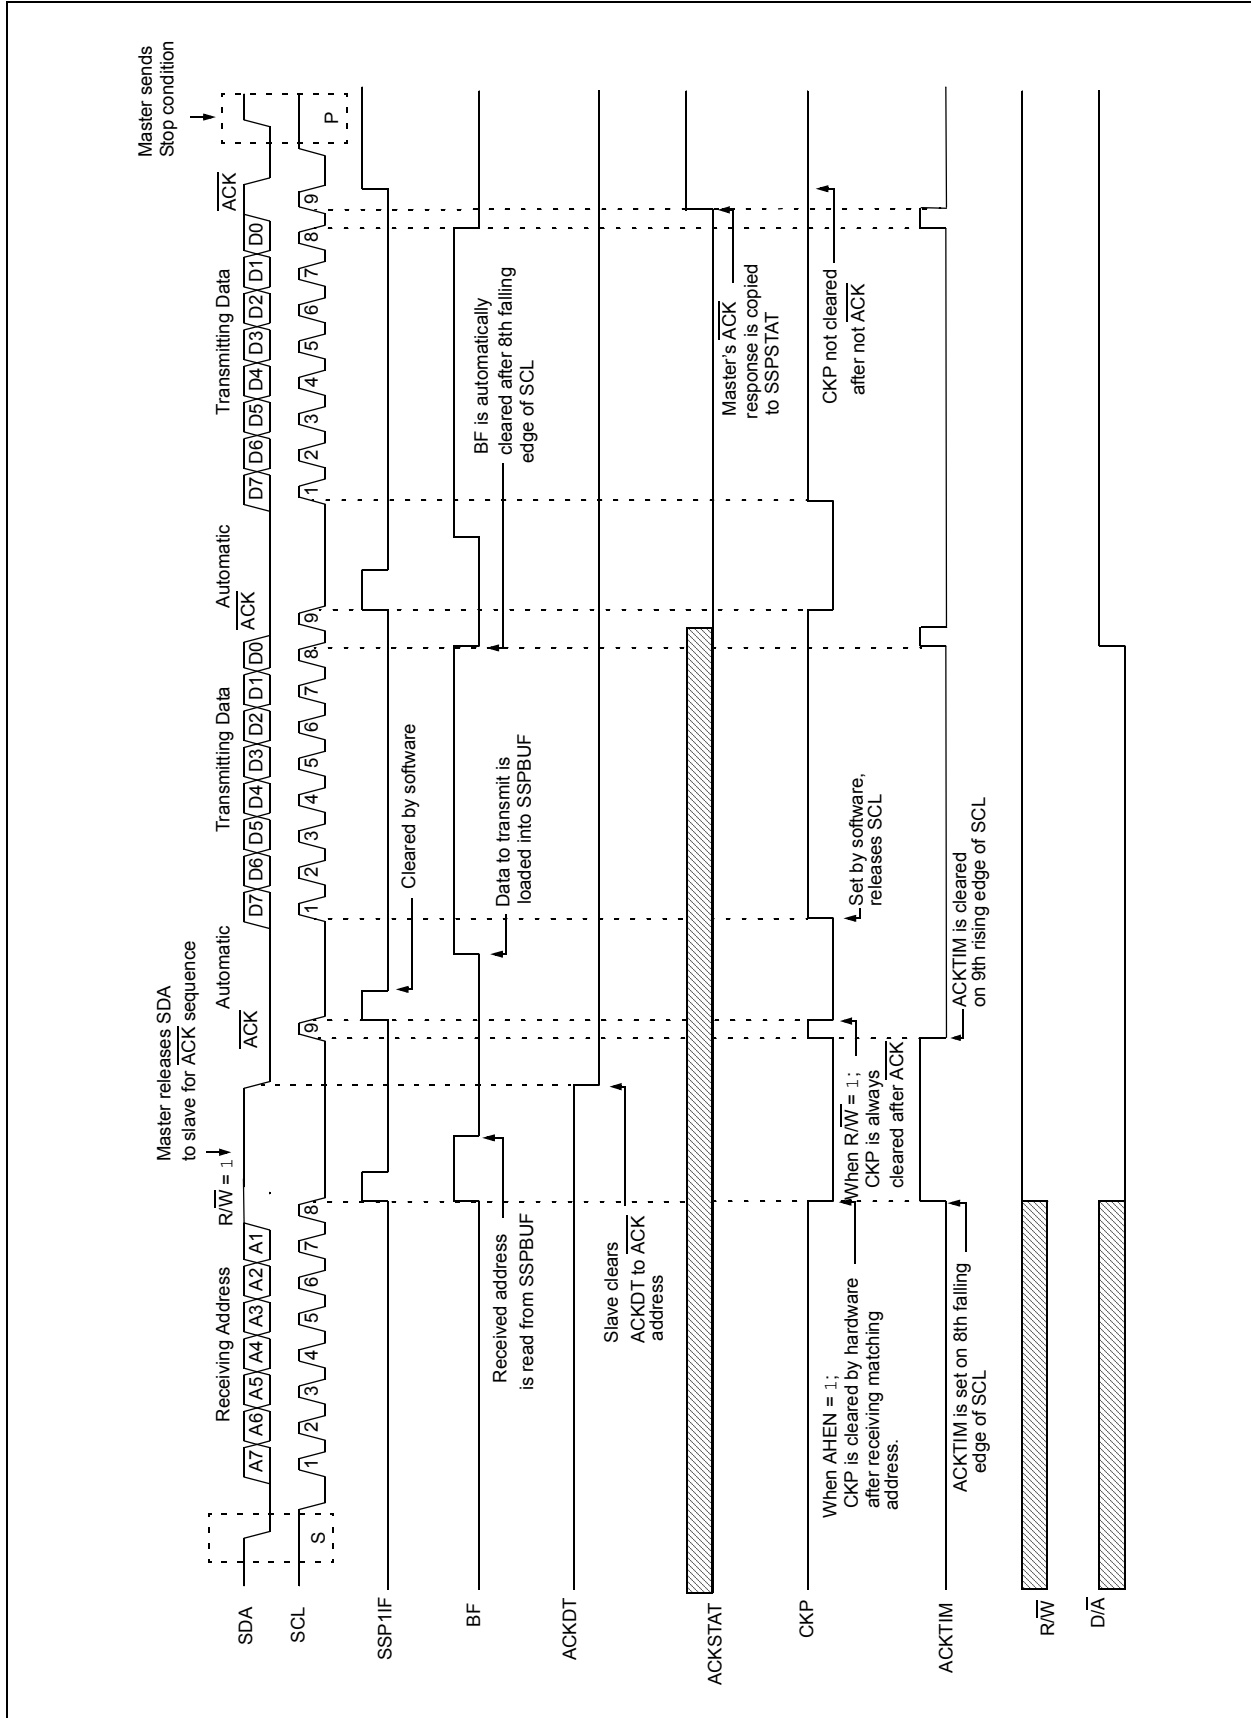 Master releases SDA
to slave for ACK sequence
Master sends
Stop condition
Receiving Address
R/W = 1
Automatic
Transmitting Data
Automatic
Transmitting Data
ACK
ACK
ACK
SDA
A7 A6 A5 A4 A3 A2 A1
D7 D6 D5 D4 D3 D2 D1 D0
D7 D6 D5 D4 D3 D2 D1 D0
SCL
S
1 2 3 4 5 6 7 8 9
1 2 3 4 5 6 7 8 9
1 2 3 4 5 6 7 8 9
P
SSP1IF
Cleared by software
BF
Received address
is read from SSPBUF
Data to transmit is
loaded into SSPBUF
BF is automatically
cleared after 8th falling
edge of SCL
ACKDT
Slave clears
ACKDT to ACK
address
ACKSTAT
Master's ACK
response is copied
to SSPSTAT
CKP
When AHEN = 1;
CKP is cleared by hardware
after receiving matching
address.
When R/W = 1;
CKP is always
cleared after ACK
Set by software,
releases SCL
CKP not cleared
after not ACK
ACKTIM
ACKTIM is set on 8th falling
edge of SCL
ACKTIM is cleared
on 9th rising edge of SCL
R/W
D/A